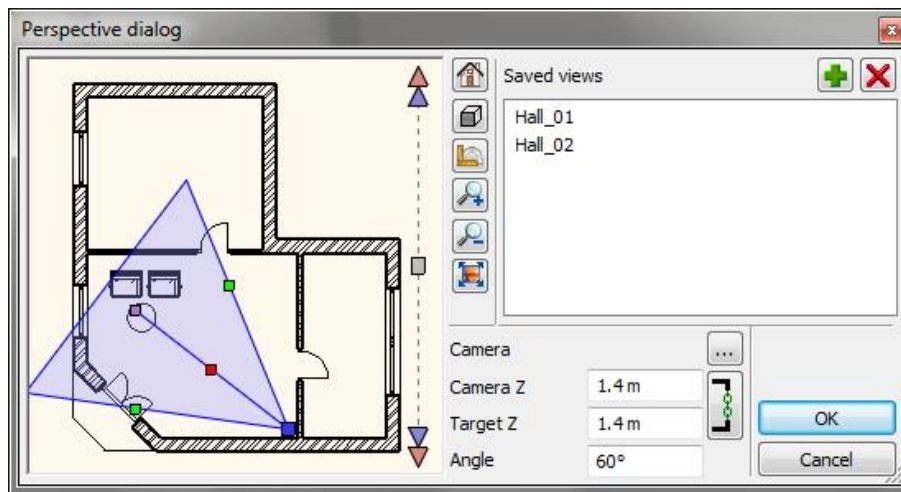 Perspective dialog
Saved views
Hall_01
Hall_02
Camera
...
Camera Z
1.4 m
Target Z
1.4 m
OK
Angle
60°
Cancel